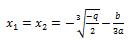 x₁ = x₂ = −∛(−q/2) − b/3a